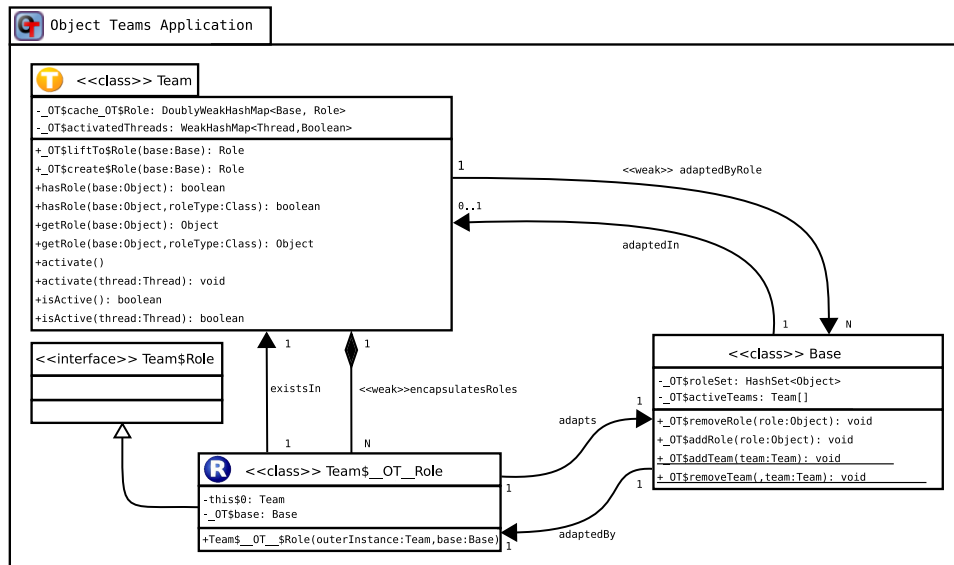 Object Teams Application
<<class>> Team
-_OT$cache_OT$Role: DoublyWeakHashMap<Base, Role>
-_OT$activatedThreads: WeakHashMap<Thread,Boolean>
+_OT$liftTo$Role(base:Base): Role
+_OT$create$Role(base:Base): Role
+hasRole(base:Object): boolean
+hasRole(base:Object,roleType:Class): boolean
+getRole(base:Object): Object
+getRole(base:Object,roleType:Class): Object
+activate()
+activate(thread:Thread): void
+isActive(): boolean
+isActive(thread:Thread): boolean
1
<<weak>> adaptedByRole
0..1
adaptedIn
1
N
<<interface>> Team$Role
1
1
existsIn
<<weak>>encapsulatesRoles
1
N
<<class>> Base
-_OT$roleSet: HashSet<Object>
-_OT$activeTeams: Team[]
+_OT$removeRole(role:Object): void
+_OT$addRole(role:Object): void
+_OT$addTeam(team:Team): void
+_OT$removeTeam(,team:Team): void
1
adapts
1
1
adaptedBy
1
R
<<class>> Team$__OT_Role
-this$0: Team
-_OT$base: Base
+Team$__OT__$Role(outerInstance:Team,base:Base)
T
OT